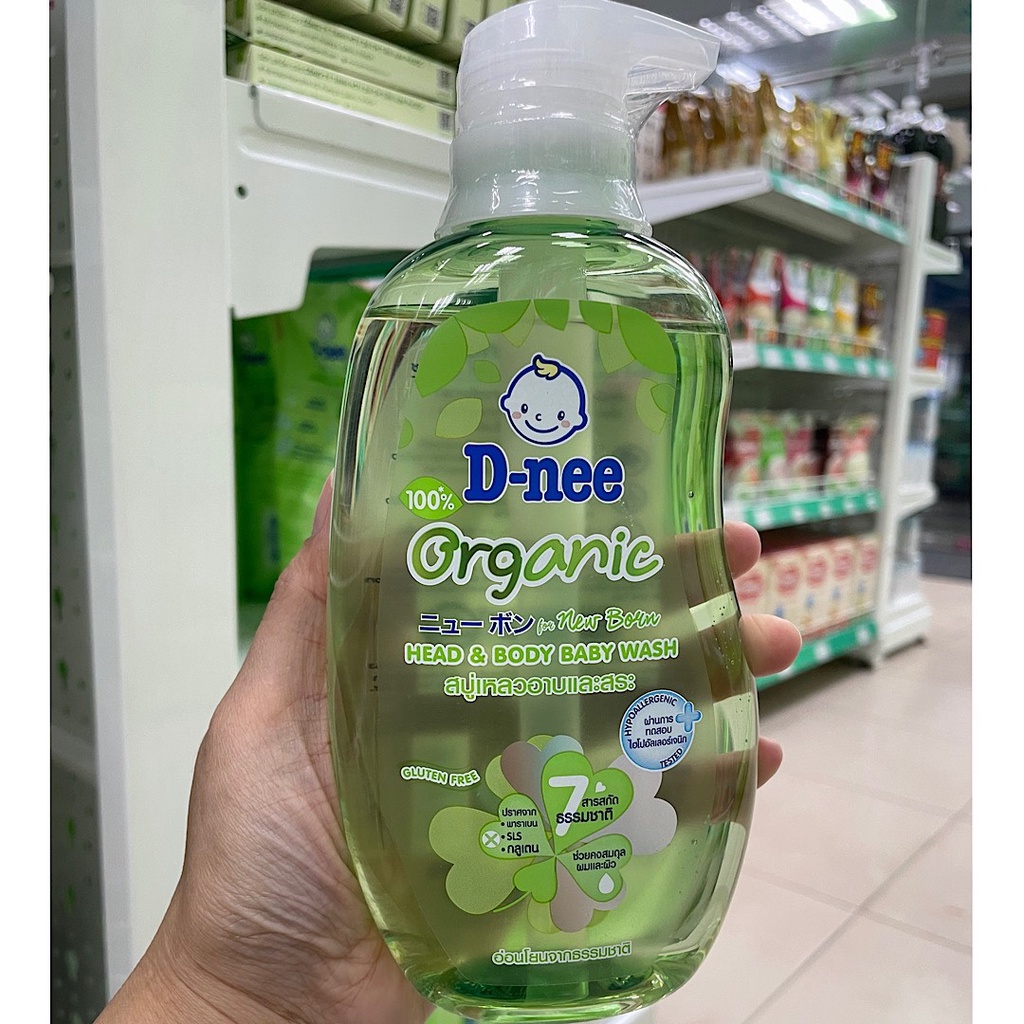 D-nee
D-nee
100%*
Organic
ニュー ボン for New Born
HEAD & BODY BABY WASH
สบู่เหลวอาบและสระ
HYPOALLERGENIC
ผ่านการ
ทดสอบ
ไฮโปอัลเลอร์เจนิก
TESTED
GLUTEN FREE
7 สารสกัด
ธรรมชาติ
ปราศจาก
• พาราเบน
• SLS
• กลูเตน
ช่วยคงสมดุล
ผมและผิว
อ่อนโยนจากธรรมชาติ